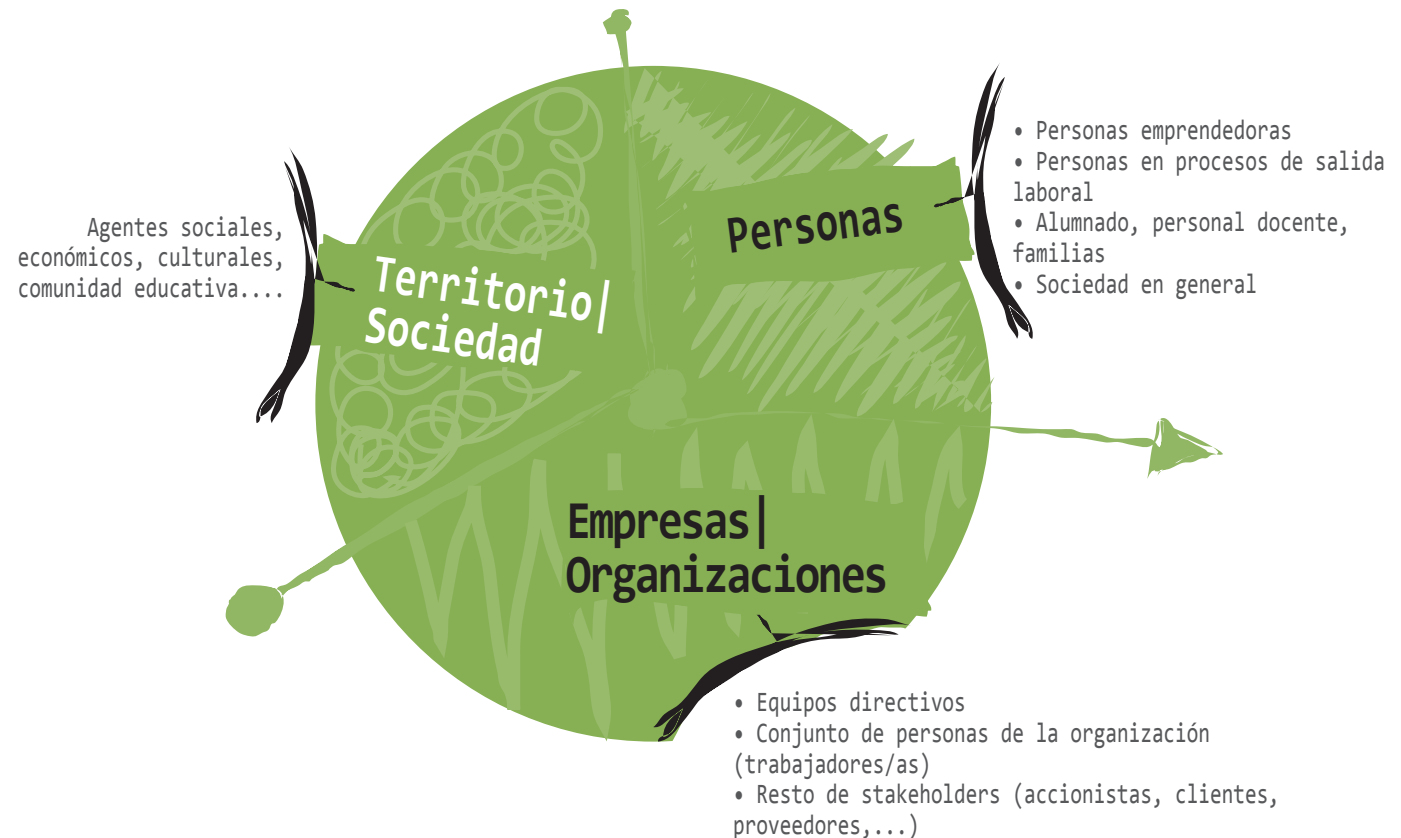 Agentes sociales,
económicos, culturales,
comunidad educativa....
Territorio|
Sociedad
Personas
• Personas emprendedoras
• Personas en procesos de salida
laboral
• Alumnado, personal docente,
familias
• Sociedad en general
Empresas|
Organizaciones
• Equipos directivos
• Conjunto de personas de la organización
(trabajadores/as)
• Resto de stakeholders (accionistas, clientes,
proveedores,...)